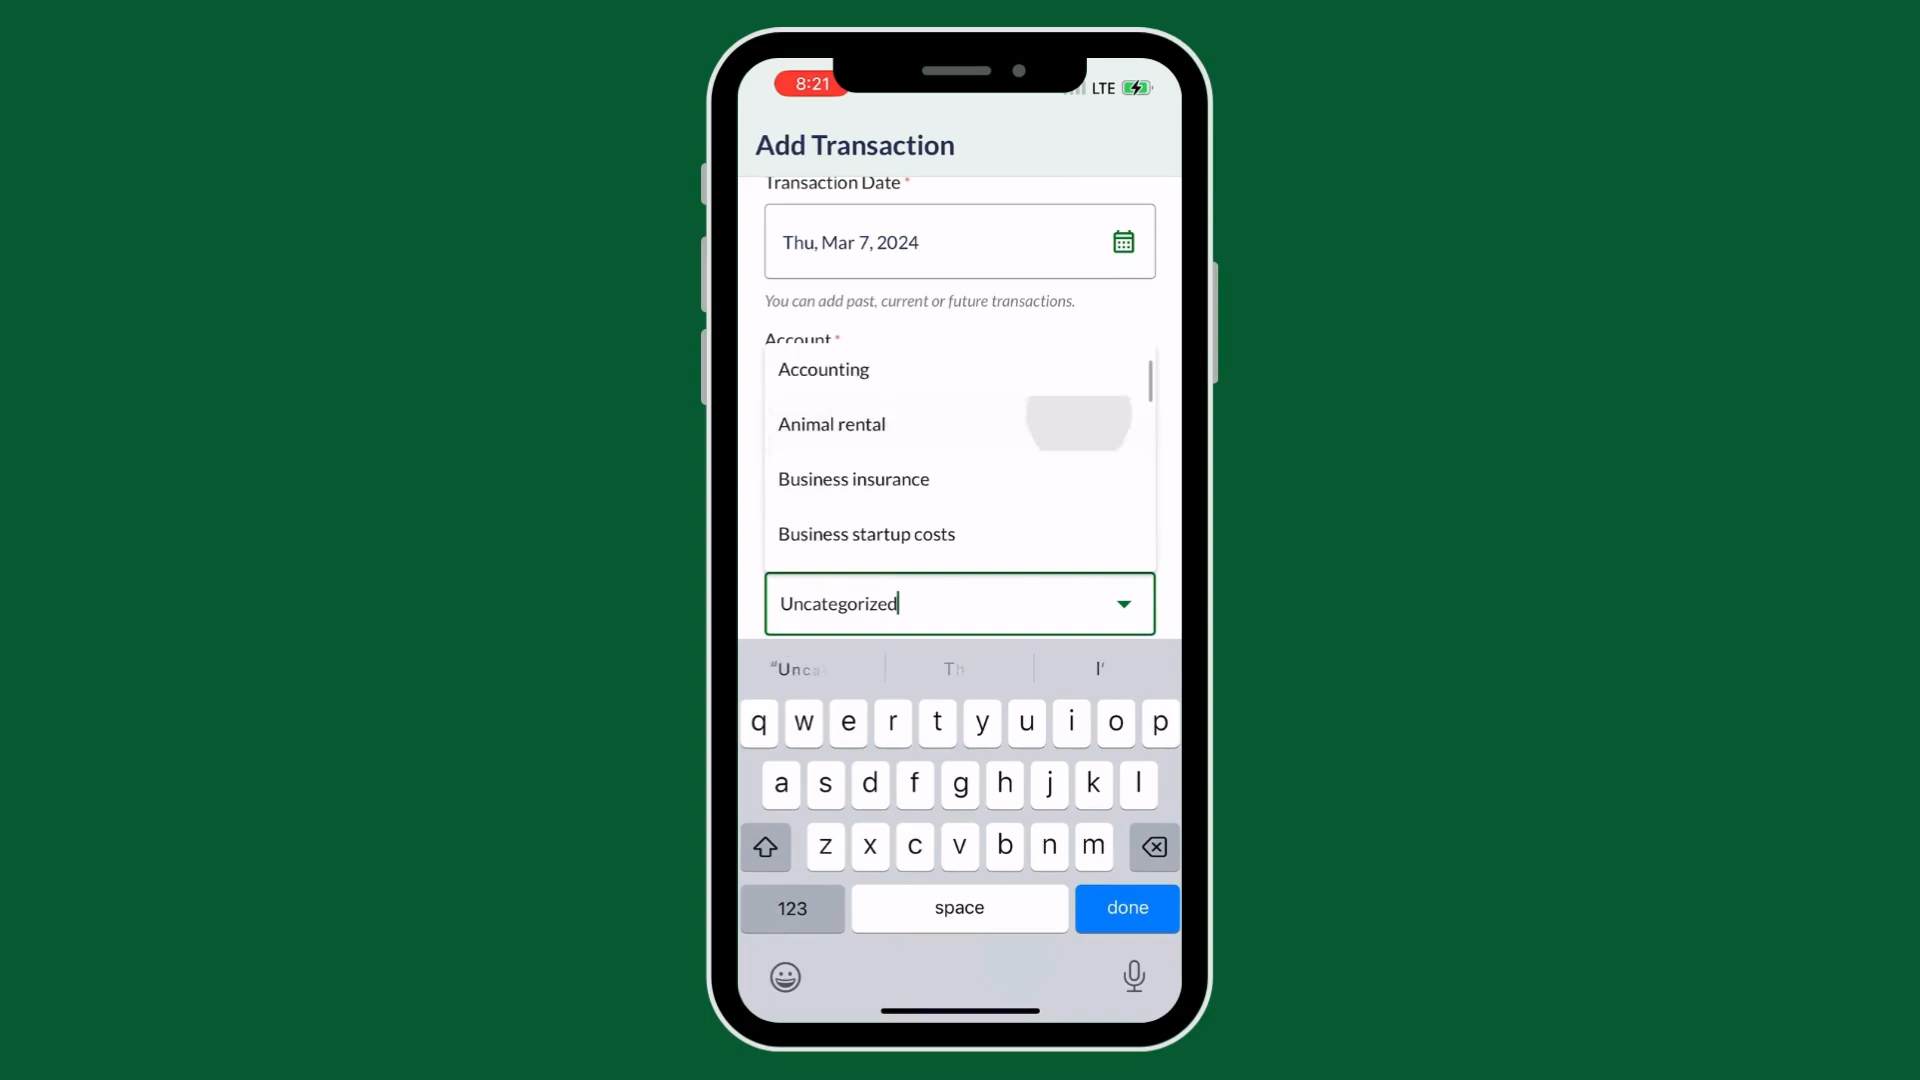 8:21 LTE
Add Transaction
Transaction Date *
Thu, Mar 7, 2024
You can add past, current or future transactions.
Account *
Accounting
Animal rental
Business insurance
Business startup costs
Uncategorized
"Unca Th I'
q w e r t y u i o p
a s d f g h j k l
z x c v b n m
123 space done